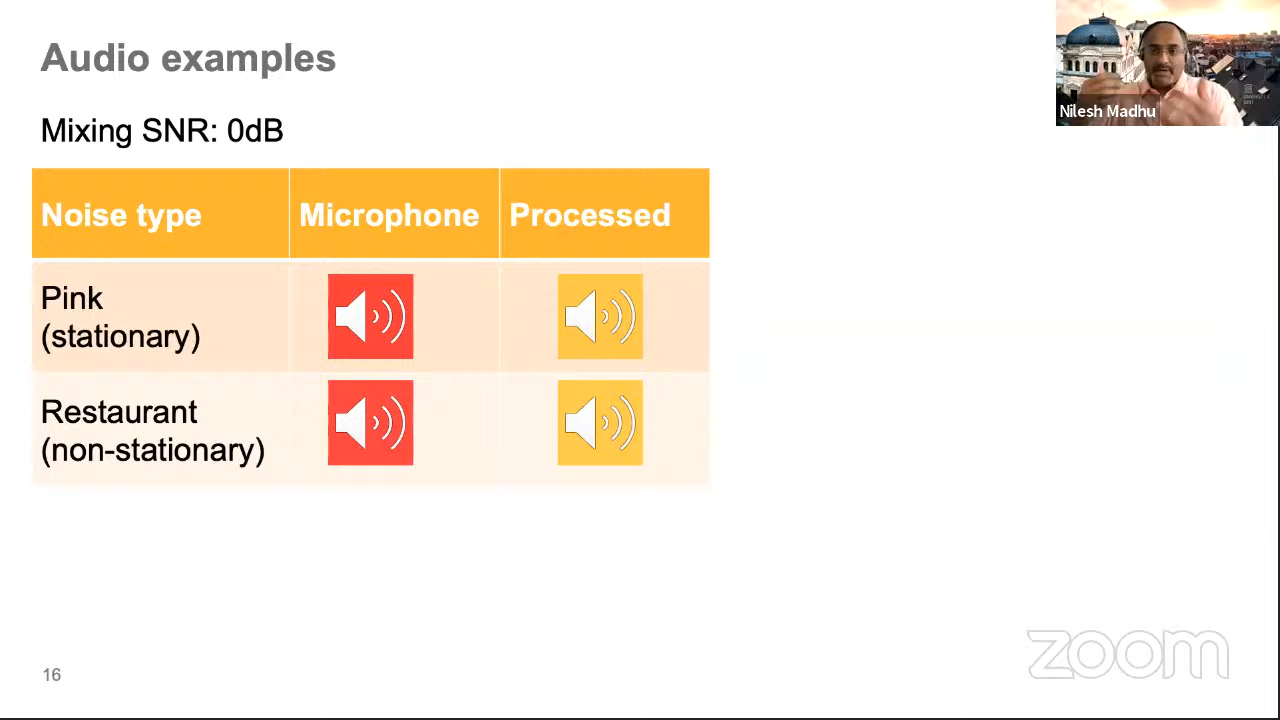 Audio examples
Mixing SNR: 0dB
Noise type Microphone Processed
Pink
(stationary)
Restaurant
(non-stationary)
16
Nilesh Madhu
zoom